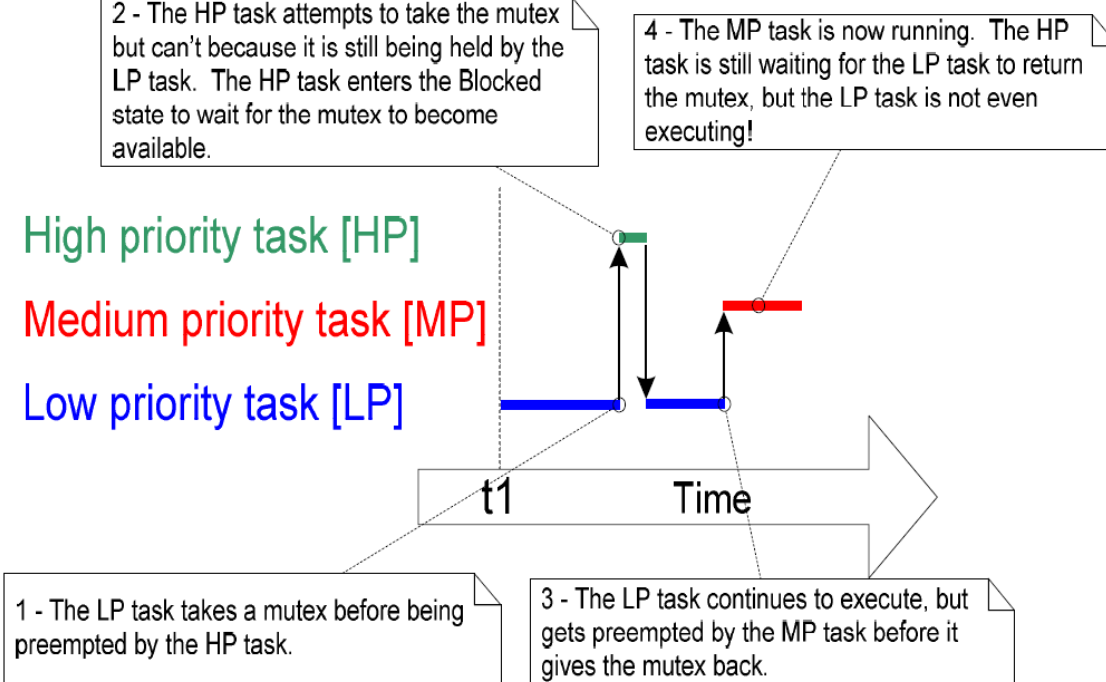 2 - The HP task attempts to take the mutex
but can't because it is still being held by the
LP task.  The HP task enters the Blocked
state to wait for the mutex to become
available.
4 - The MP task is now running.  The HP
task is still waiting for the LP task to return
the mutex, but the LP task is not even
executing!
High priority task [HP]
Medium priority task [MP]
Low priority task [LP]
t1
Time
1 - The LP task takes a mutex before being
preempted by the HP task.
3 - The LP task continues to execute, but
gets preempted by the MP task before it
gives the mutex back.